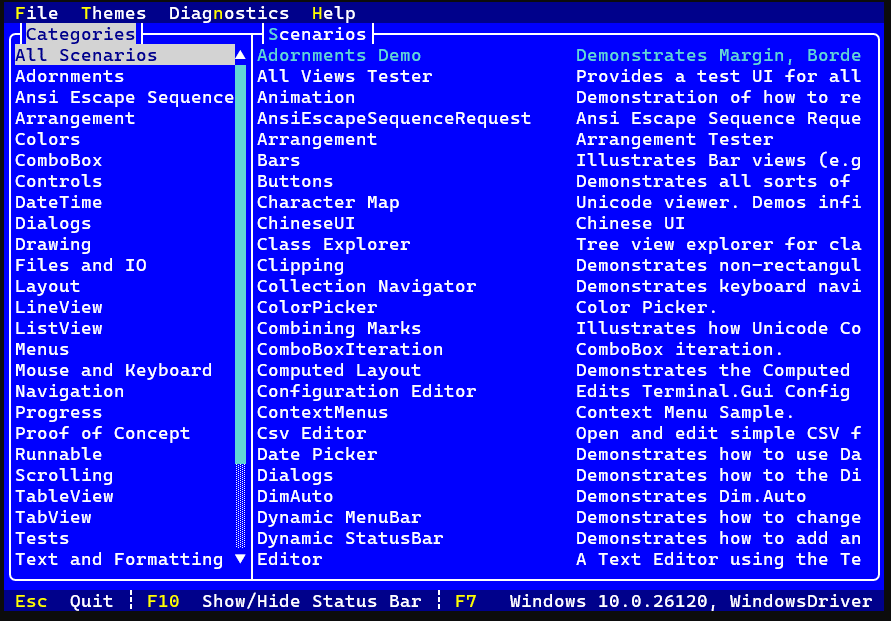 File  Themes  Diagnostics  Help
Categories  Scenarios
All Scenarios  Adornments Demo  Demonstrates Margin, Borde
Adornments  All Views Tester  Provides a test UI for all
Ansi Escape Sequence  Animation  Demonstration of how to re
Arrangement  AnsiEscapeSequenceRequest  Ansi Escape Sequence Reque
Colors  Arrangement  Arrangement Tester
ComboBox  Bars  Illustrates Bar views (e.g
Controls  Buttons  Demonstrates all sorts of
DateTime  Character Map  Unicode viewer. Demos infi
Dialogs  ChineseUI  Chinese UI
Drawing  Class Explorer  Tree view explorer for cla
Files and IO  Clipping  Demonstrates non-rectangul
Layout  Collection Navigator  Demonstrates keyboard navi
LineView  ColorPicker  Color Picker.
ListView  Combining Marks  Illustrates how Unicode Co
Menus  ComboBoxIteration  ComboBox iteration.
Mouse and Keyboard  Computed Layout  Demonstrates the Computed
Navigation  Configuration Editor  Edits Terminal.Gui Config
Progress  ContextMenus  Context Menu Sample.
Proof of Concept  Csv Editor  Open and edit simple CSV f
Runnable  Date Picker  Demonstrates how to use Da
Scrolling  Dialogs  Demonstrates how to the Di
TableView  DimAuto  Demonstrates Dim.Auto
TabView  Dynamic MenuBar  Demonstrates how to change
Tests  Dynamic StatusBar  Demonstrates how to add an
Text and Formatting  Editor  A Text Editor using the Te
Esc  Quit  F10  Show/Hide Status Bar  F7  Windows 10.0.26120, WindowsDriver